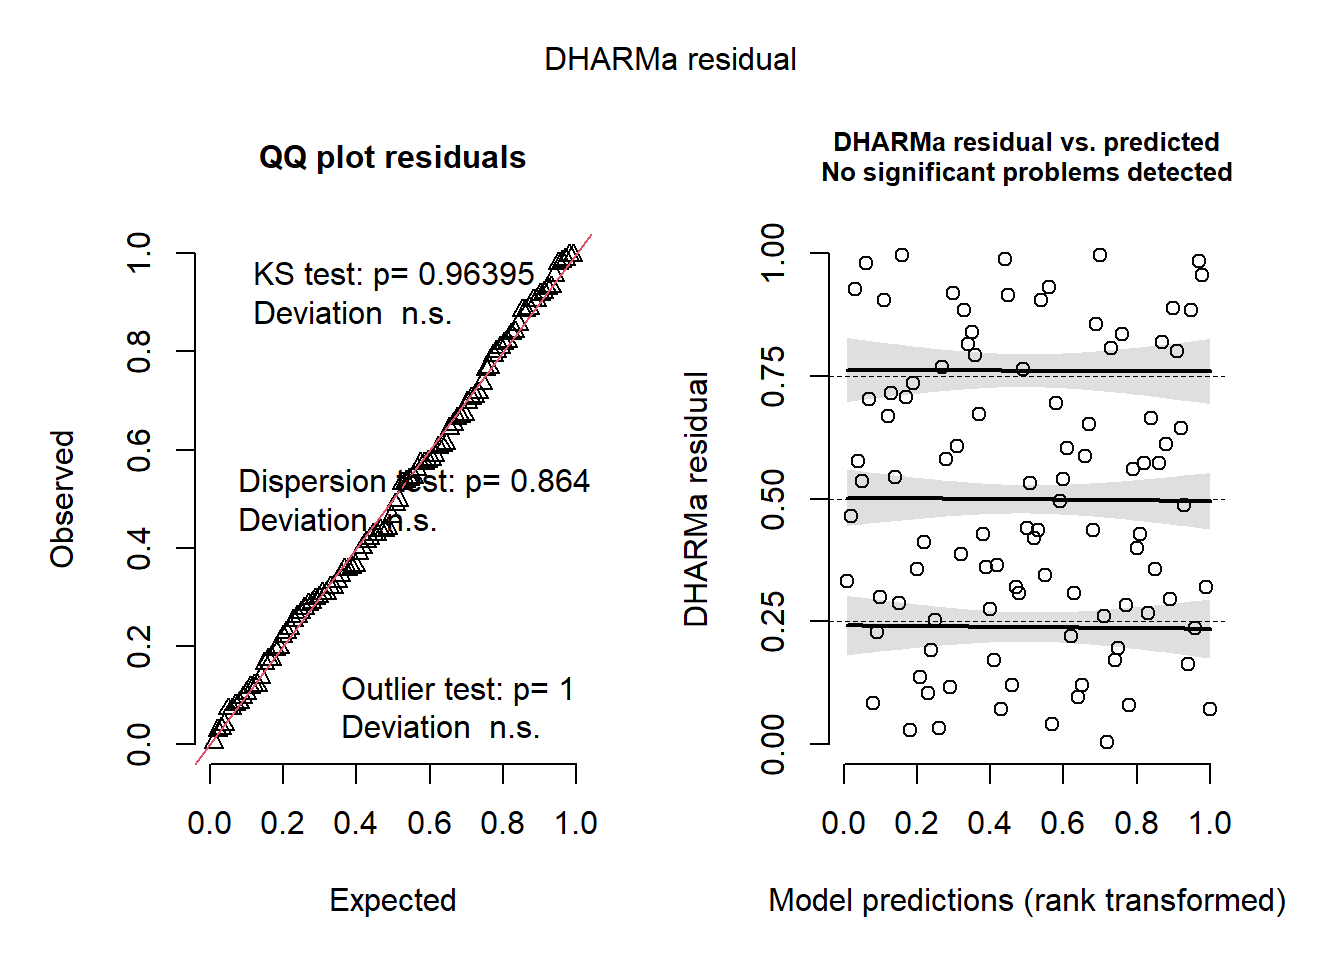 DHARMa residual
QQ plot residuals
KS test: p= 0.96395
Deviation  n.s.
Dispersion test: p= 0.864
Deviation  n.s.
Outlier test: p= 1
Deviation  n.s.
Observed
0.0 0.2 0.4 0.6 0.8 1.0
0.0 0.2 0.4 0.6 0.8 1.0
Expected
DHARMa residual vs. predicted
No significant problems detected
DHARMa residual
0.00 0.25 0.50 0.75 1.00
0.0 0.2 0.4 0.6 0.8 1.0
Model predictions (rank transformed)